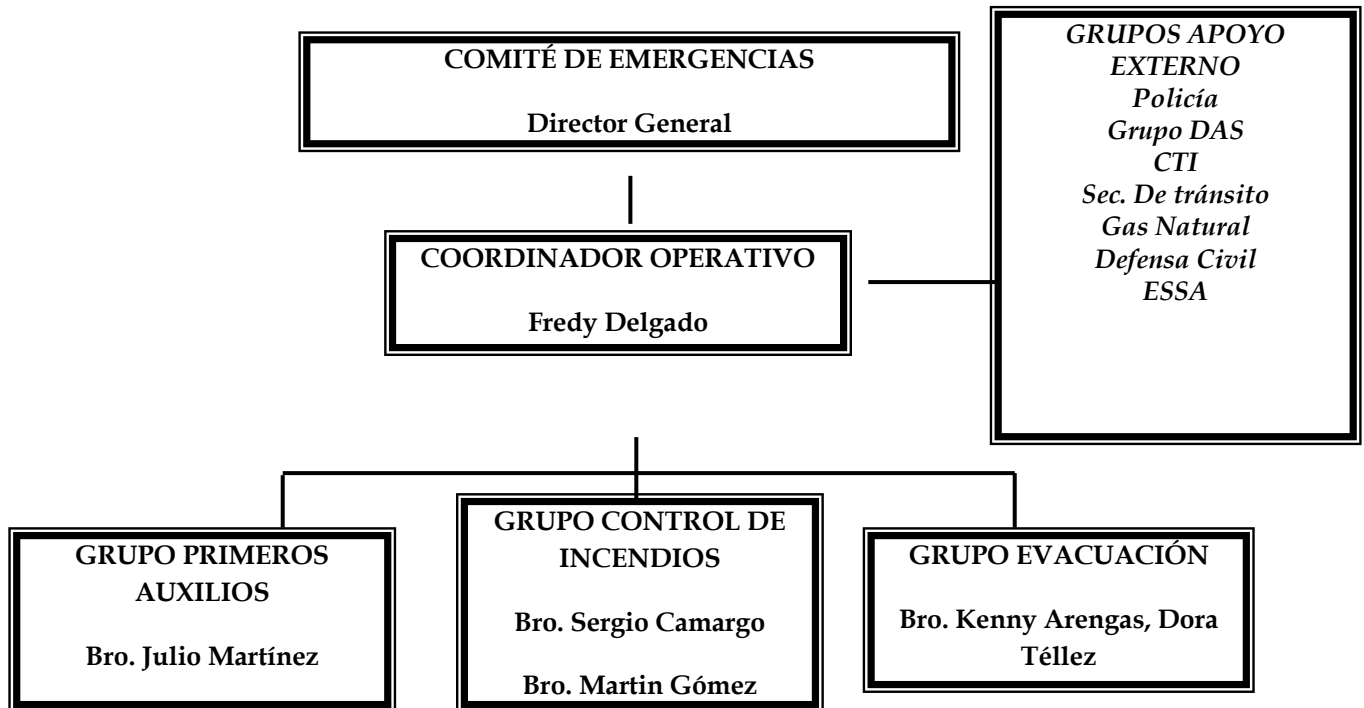 COMITÉ DE EMERGENCIAS
Director General
GRUPOS APOYO
EXTERNO
Policía
Grupo DAS
CTI
Sec. De tránsito
Gas Natural
Defensa Civil
ESSA
COORDINADOR OPERATIVO
Fredy Delgado
GRUPO PRIMEROS
AUXILIOS
Bro. Julio Martínez
GRUPO CONTROL DE
INCENDIOS
Bro. Sergio Camargo
Bro. Martin Gómez
GRUPO EVACUACIÓN
Bro. Kenny Arengas, Dora
Téllez